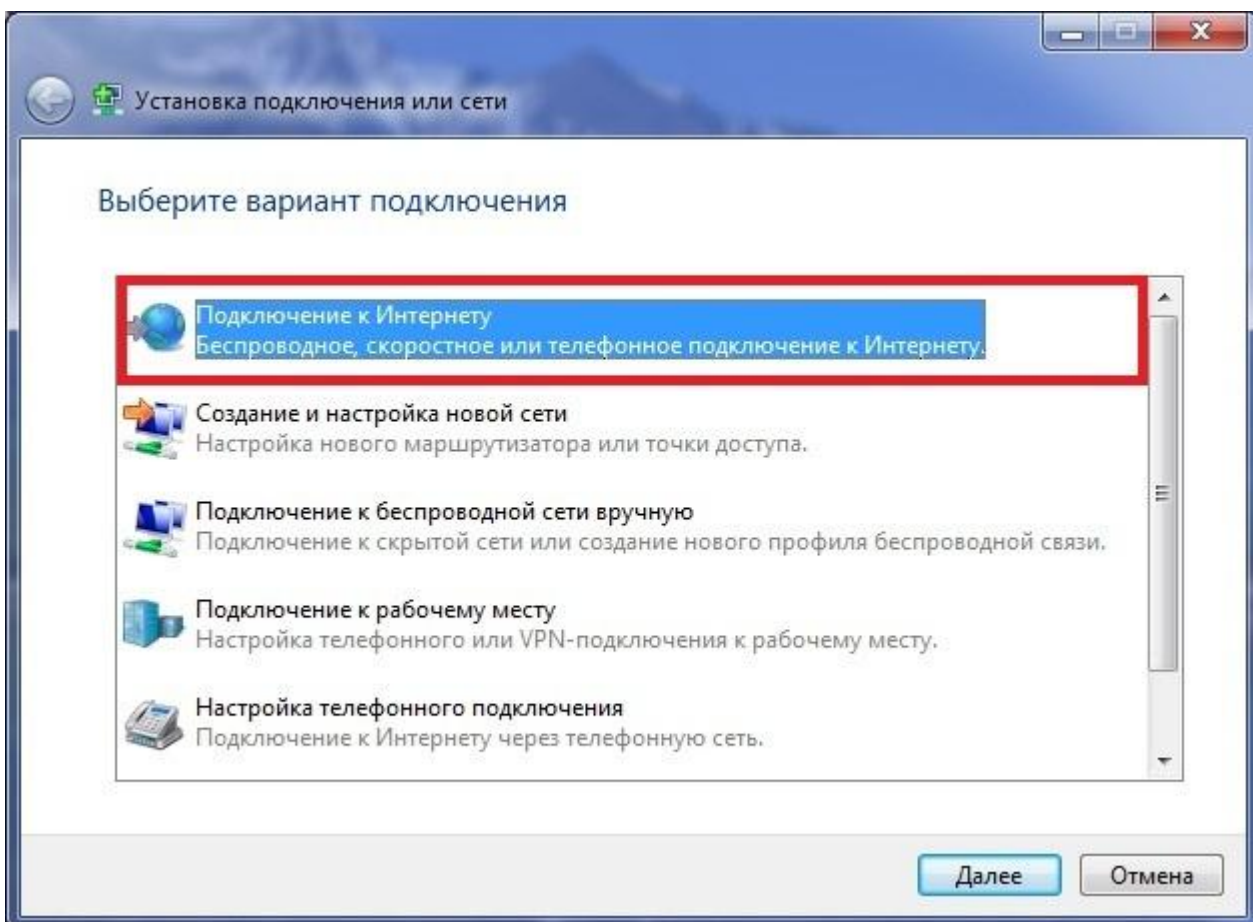 Установка подключения или сети
Выберите вариант подключения
Подключение к Интернету
Беспроводное, скоростное или телефонное подключение к Интернету.
Создание и настройка новой сети
Настройка нового маршрутизатора или точки доступа.
Подключение к беспроводной сети вручную
Подключение к скрытой сети или создание нового профиля беспроводной связи.
Подключение к рабочему месту
Настройка телефонного или VPN-подключения к рабочему месту.
Настройка телефонного подключения
Подключение к Интернету через телефонную сеть.
Далее
Отмена